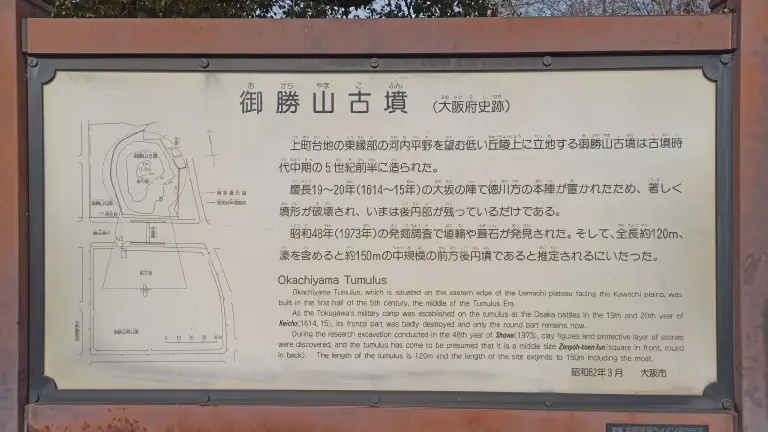 御勝山古墳 (大阪府史跡)
上町台地の東縁部の河内平野を望む低い丘陵上に立地する御勝山古墳は古墳時
代中期の5世紀前半に造られた。
慶長19〜20年(1614〜15年)の大坂の陣で徳川方の本陣が置かれたため、著しく
墳形が破壊され、いまは後円部が残っているだけである。
昭和48年(1973年)の発掘調査で埴輪や葺石が発見された。そして、全長約120m、
濠を含めると約150mの中規模の前方後円墳であると推定されるにいたった。
Okachiyama Tumulus
Okachiyama Tumulus, which is situated on the eastern edge of the Uemachi plateau facing the Kawachi plains, was
built in the first half of the 5th century, the middle of the Tumulus Era.
As the Tokugawa's military camp was established on the tumulus at the Osaka battles in the 19th and 20th year of
Keicho(1614, 15), its frontal part was badly destroyed and only the round part remains now.
During the research excavation conducted in the 48th year of Showa(1973), clay figures and protective layer of stones
were discovered, and the tumulus has come to be presumed that it is a middle size Zenpoh-koen-fun(square in front, round
in back). The length of the tumulus is 120m and the length of the site extends to 150m including the moat.
昭和62年3月 大阪市
御勝山古墳